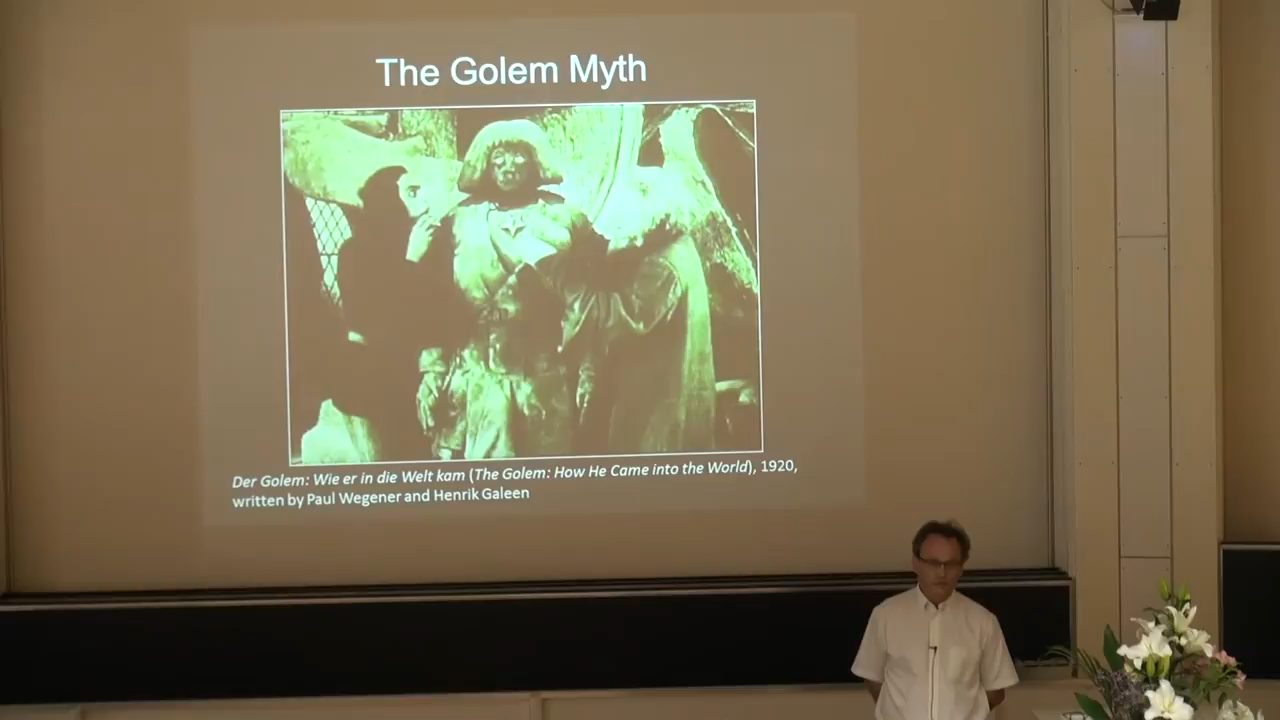 The Golem Myth
Der Golem: Wie er in die Welt kam (The Golem: How He Came into the World), 1920,
written by Paul Wegener and Henrik Galeen